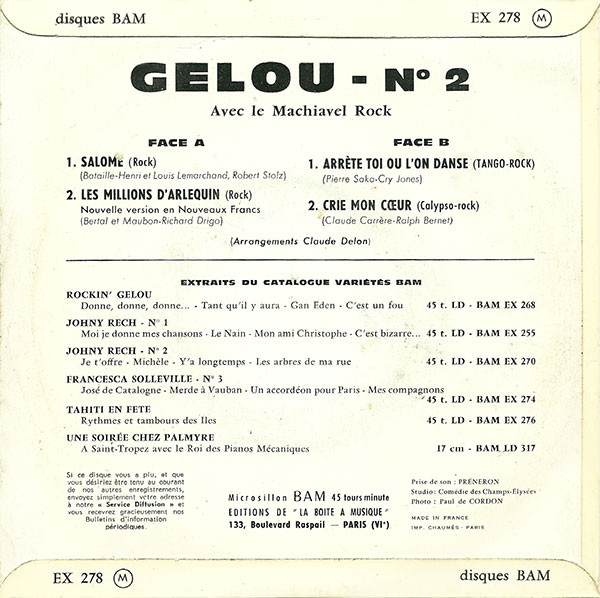 disques BAM
EX 278 M
GELOU - N° 2
Avec le Machiavel Rock
FACE A
1. SALOME (Rock)
(Bataille-Henri et Louis Lemarchand, Robert Stolz)
2. LES MILLIONS D'ARLEQUIN (Rock)
Nouvelle version en Nouveaux Francs
(Bertal et Maubon-Richard Drigo)
FACE B
1. ARRÈTE TOI OU L'ON DANSE (TANGO-ROCK)
(Pierre Saka-Cry Jones)
2. CRIE MON CŒUR (Calypso-rock)
(Claude Carrère-Ralph Bernet)
(Arrangements Claude Delon)
EXTRAITS DU CATALOGUE VARIÉTÉS BAM
ROCKIN' GELOU
Donne, donne, donne... - Tant qu'il y aura - Gan Eden - C'est un fou 45 t. LD - BAM EX 268
JOHNY RECH - N° 1
Moi je donne mes chansons - Le Nain - Mon ami Christophe - C'est bizarre... 45 t. LD - BAM EX 255
JOHNY RECH - N° 2
Je t'offre - Michèle - Y'a longtemps - Les arbres de ma rue 45 t. LD - BAM EX 270
FRANCESCA SOLLEVILLE - N° 3
José de Catalogne - Merde à Vauban - Un accordéon pour Paris - Mes compagnons
45 t. LD - BAM EX 274
TAHITI EN FETE
Rythmes et tambours des Iles 45 t. LD - BAM EX 276
UNE SOIRÉE CHEZ PALMYRE
A Saint-Tropez avec le Roi des Pianos Mécaniques 17 cm - BAM LD 317
Si ce disque vous a plu, et que
vous désiriez être tenu au courant
de nos autres enregistrements,
envoyez simplement votre adresse
à notre « Service Diffusion » et
vous recevrez gracieusement nos
Bulletins d'information
périodiques.
Microsillon BAM 45 tours minute
EDITIONS DE "LA BOITE A MUSIQUE"
133, Boulevard Raspail — PARIS (VIᵉ)
Prise de son : PRÉNERON
Studio: Comédie des Champs-Élysées
Photo : Paul de CORDON
MADE IN FRANCE
IMP. CHAUMÈS - PARIS
EX 278 M
disques BAM